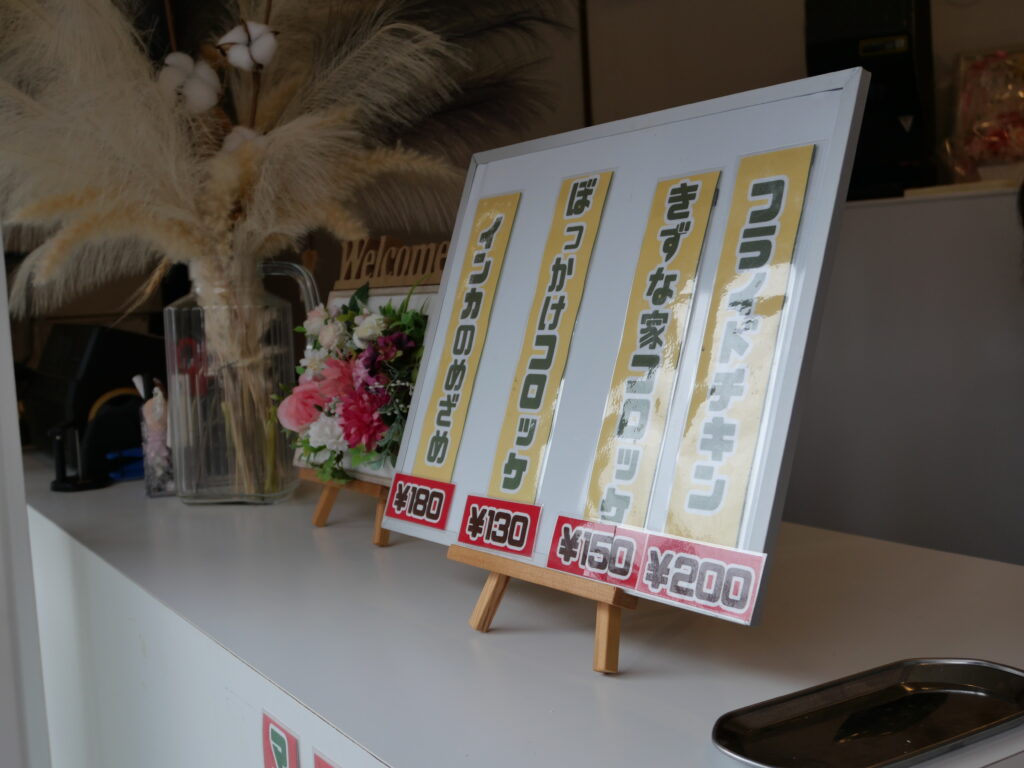 フライドチキン
¥200
きずな家コロッケ
¥150
ぼっかけコロッケ
¥130
インカのめざめ
¥180
Welcome